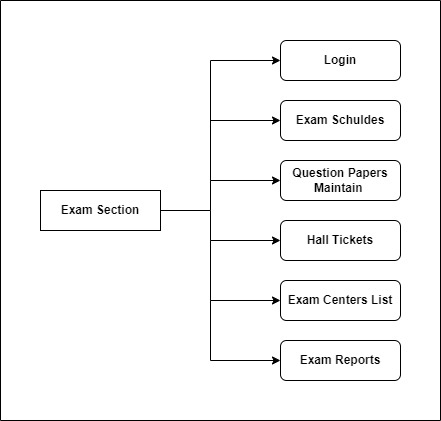 Login
Exam Schuldes
Question Papers
Maintain
Exam Section
Hall Tickets
Exam Centers List
Exam Reports